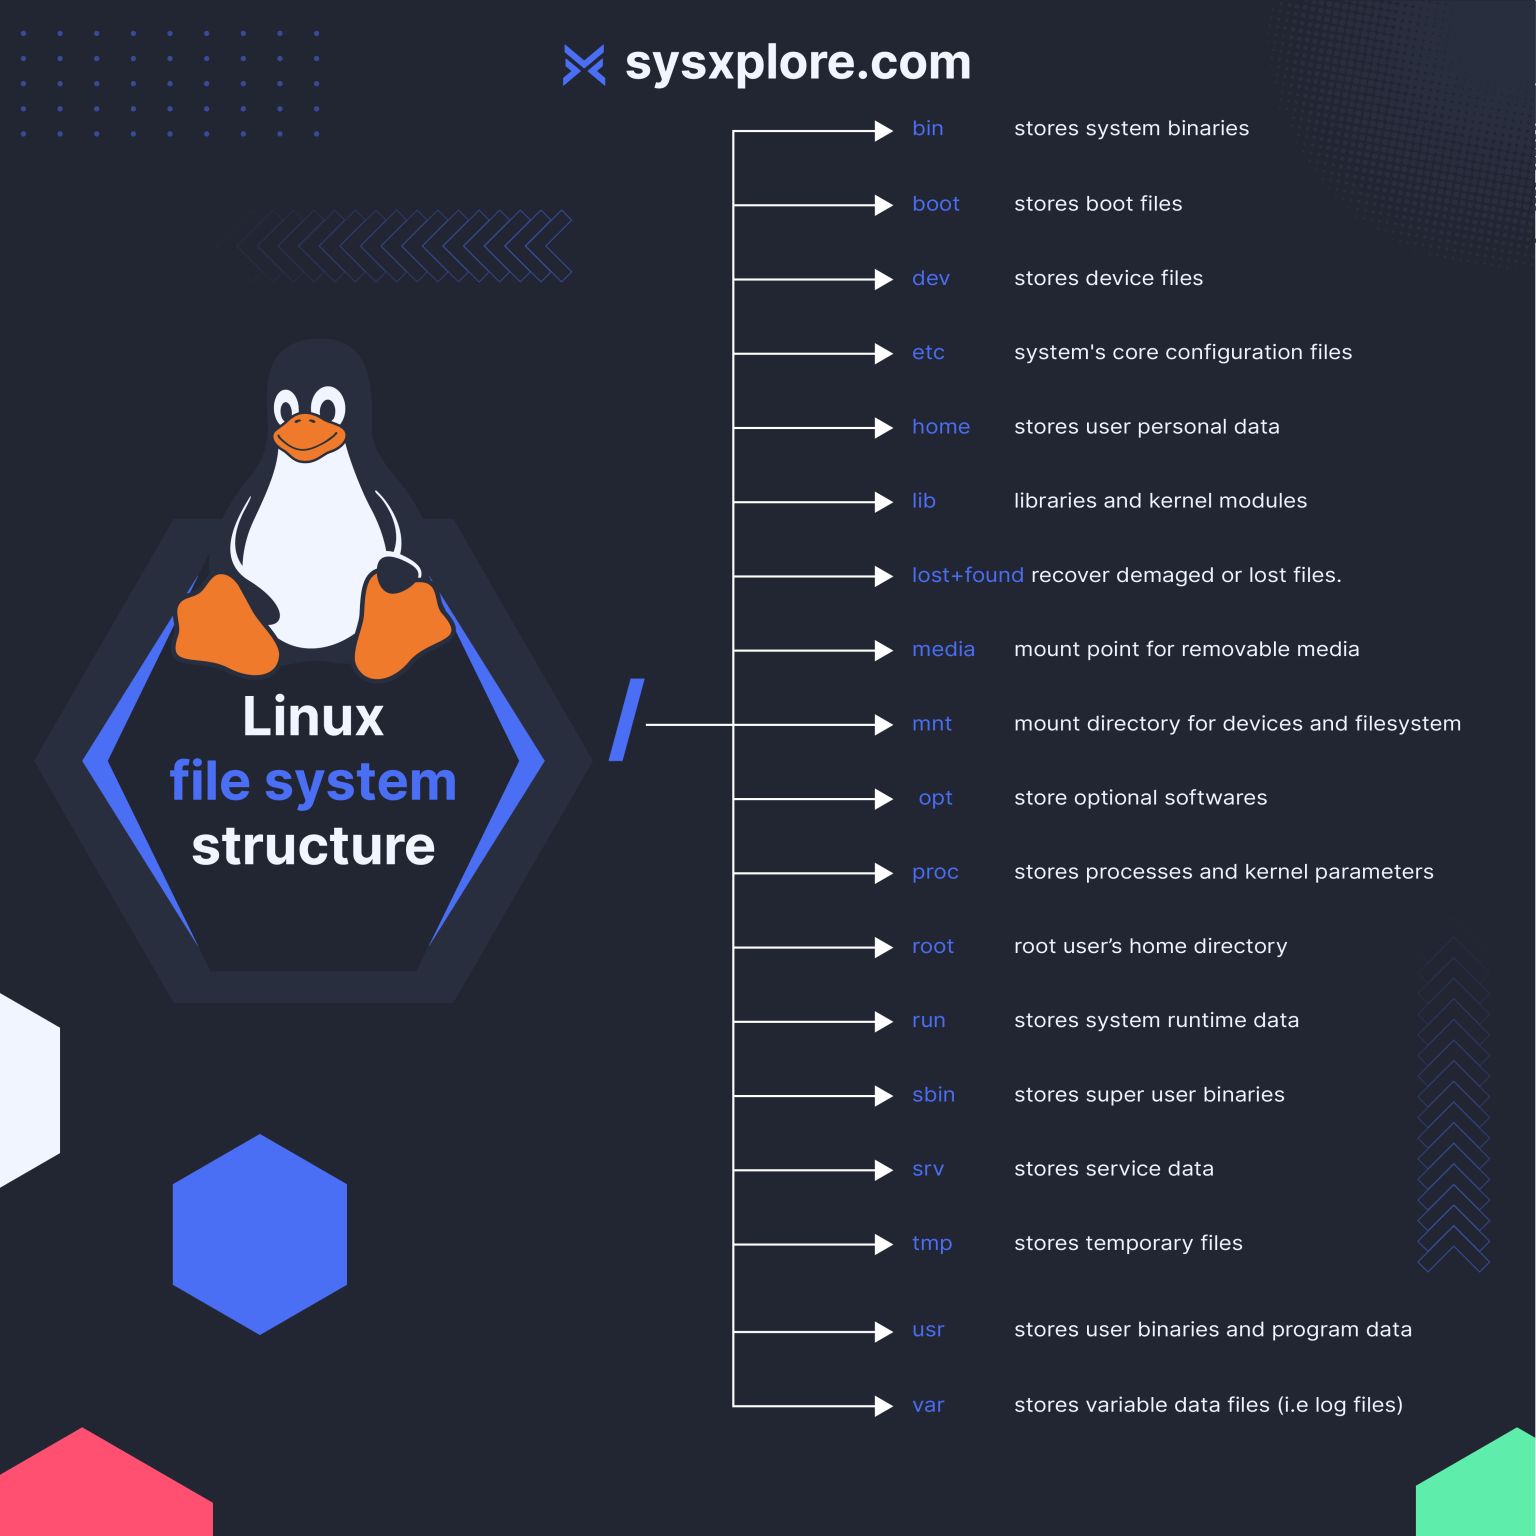 sysxplore.com
bin stores system binaries
boot stores boot files
dev stores device files
etc system's core configuration files
home stores user personal data
lib libraries and kernel modules
lost+found recover demaged or lost files.
media mount point for removable media
Linux
file system
structure
/
mnt mount directory for devices and filesystem
opt store optional softwares
proc stores processes and kernel parameters
root root user’s home directory
run stores system runtime data
sbin stores super user binaries
srv stores service data
tmp stores temporary files
usr stores user binaries and program data
var stores variable data files (i.e log files)